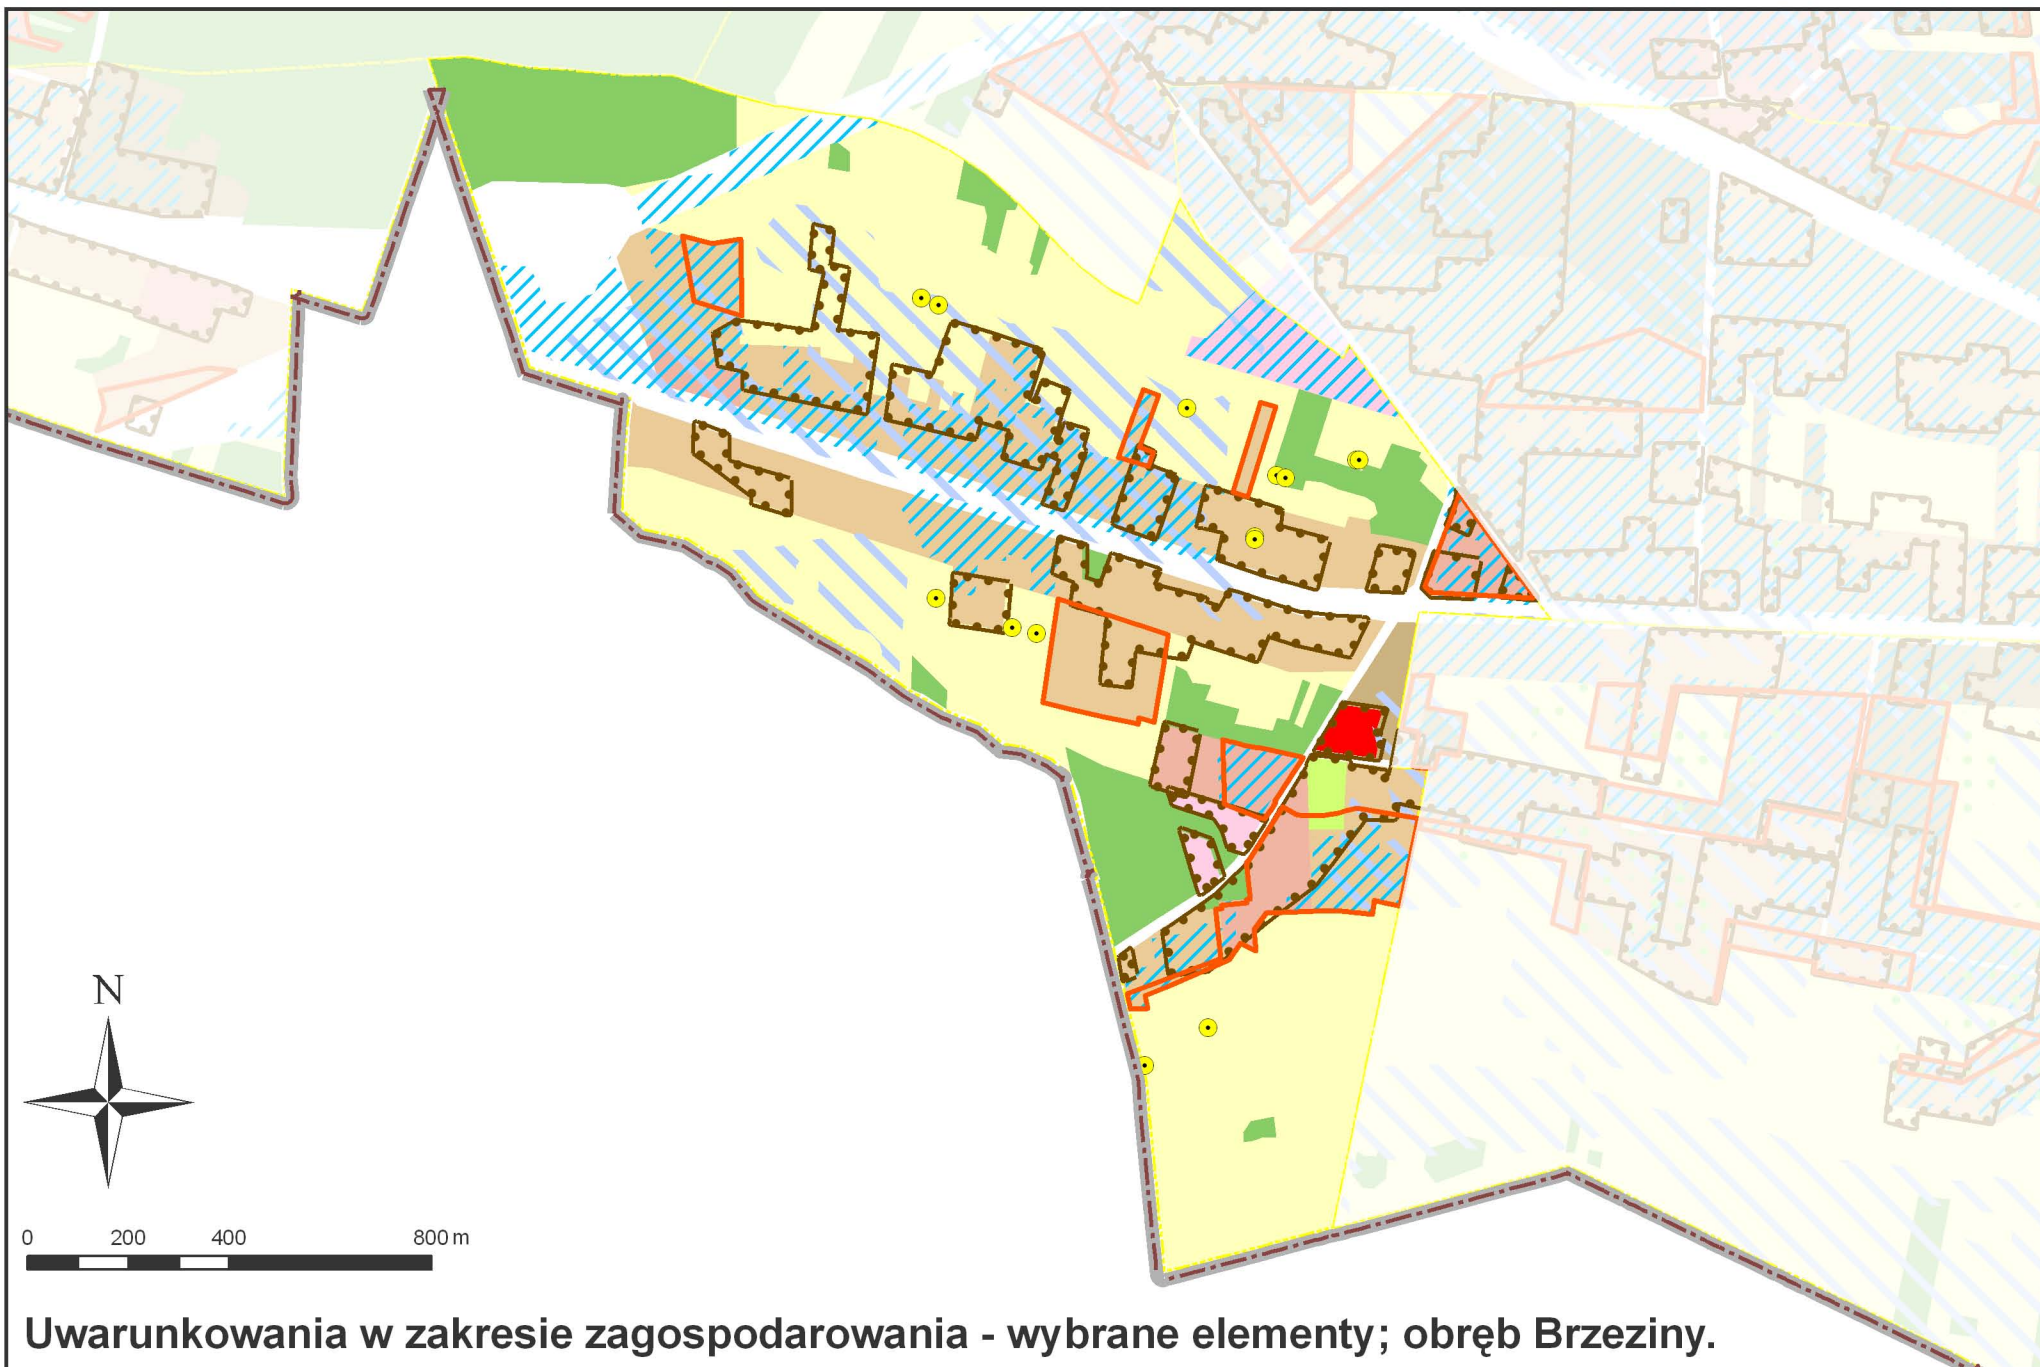 N
0 200 400 800 m
Uwarunkowania w zakresie zagospodarowania - wybrane elementy; obręb Brzeziny.